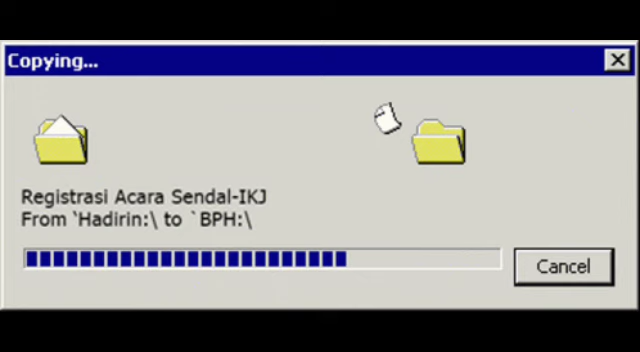 Copying...
Registrasi Acara Sendal-IKJ
From ‵Hadirin:\ to `BPH:\
Cancel